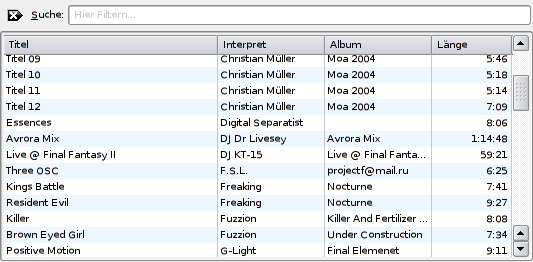 Suche: Hier Filtern...
Titel Interpret Album Länge
Titel 09 Christian Müller Moa 2004 5:46
Titel 10 Christian Müller Moa 2004 5:18
Titel 11 Christian Müller Moa 2004 5:14
Titel 12 Christian Müller Moa 2004 7:09
Essences Digital Separatist 8:06
Avrora Mix DJ Dr Livesey Avrora Mix 1:14:48
Live @ Final Fantasy II DJ KT-15 Live @ Final Fanta... 59:21
Three OSC F.S.L. projectf@mail.ru 6:25
Kings Battle Freaking Nocturne 7:41
Resident Evil Freaking Nocturne 9:27
Killer Fuzzion Killer And Fertilizer ... 8:08
Brown Eyed Girl Fuzzion Under Construction 7:34
Positive Motion G-Light Final Elemenet 9:11